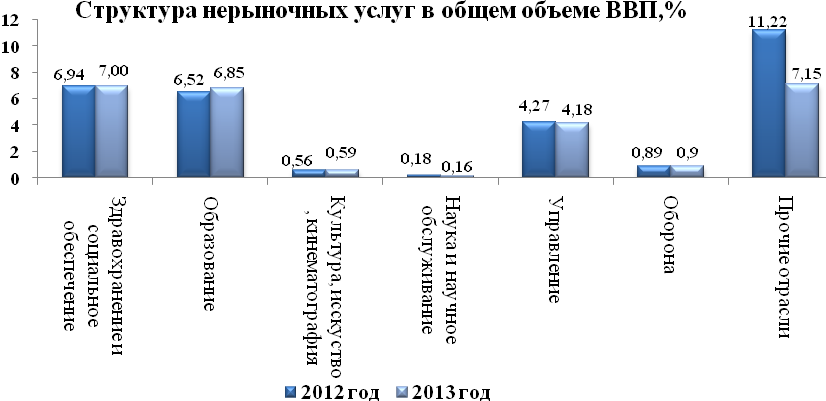 Структура нерыночных услуг в общем объеме ВВП,%
12
10
8
6
4
2
0
6,94
7,00
6,52
6,85
0,56
0,59
0,18
0,16
4,27
4,18
0,89
0,9
11,22
7,15
Здравохранение и
социальное
обеспечение
Образование
Культура, исскуство
, кинематография
Наука и научное
обслуживание
Управление
Оборона
Прочие отрасли
2012 год
2013 год